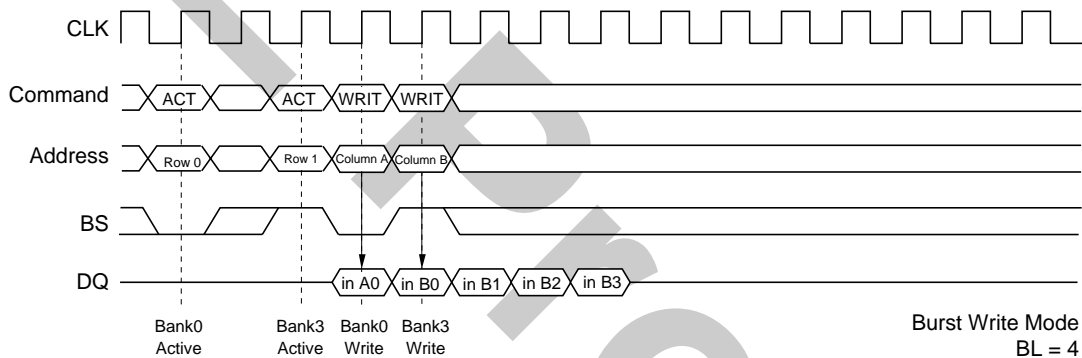 CLK
Command ACT ACT WRIT WRIT
Address Row 0 Row 1 Column A Column B
BS
DQ in A0 in B0 in B1 in B2 in B3
Bank0 Bank3 Bank0 Bank3 Burst Write Mode
Active Active Write Write BL = 4